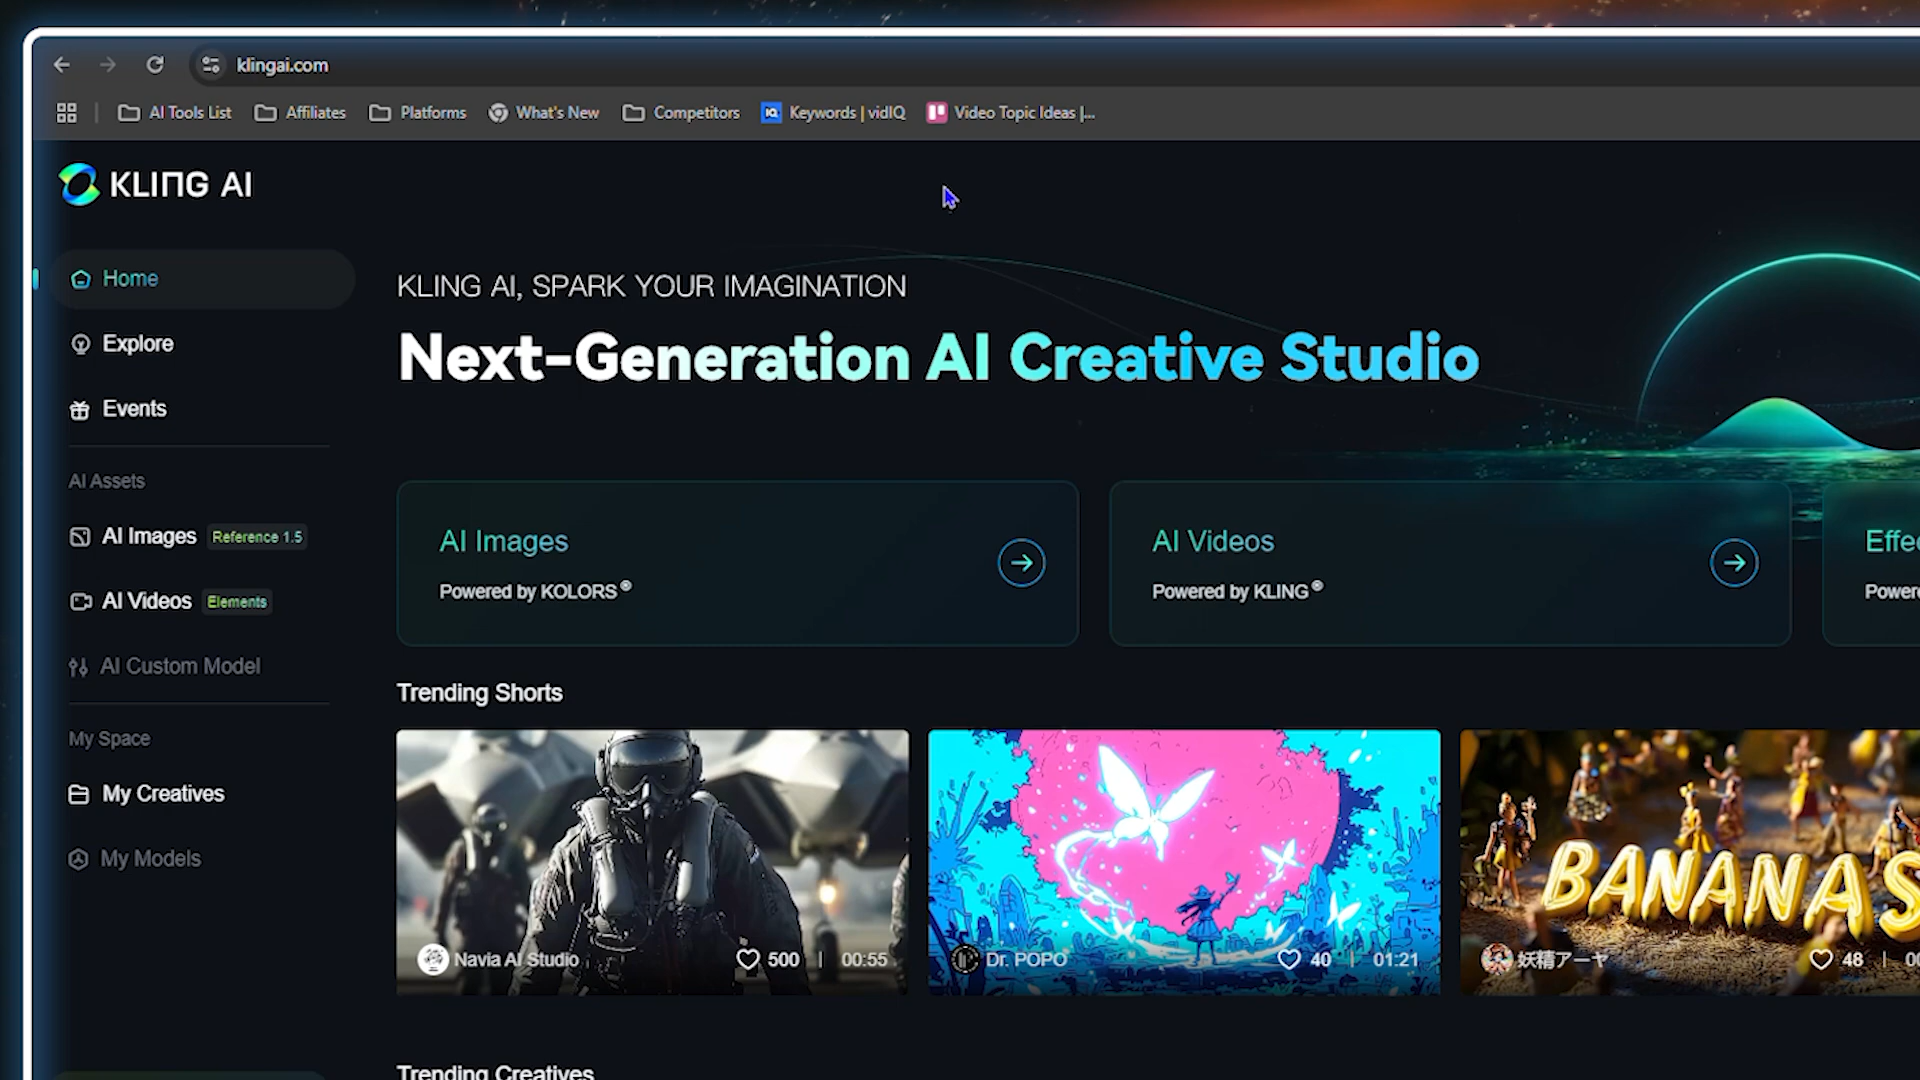 klingai.com
AI Tools List
Affiliates
Platforms
What's New
Competitors
Keywords | vidIQ
Video Topic Ideas |...
KLING AI
Home
Explore
Events
AI Assets
AI Images Reference 1.5
AI Videos Elements
AI Custom Model
My Space
My Creatives
My Models
KLING AI, SPARK YOUR IMAGINATION
Next-Generation AI Creative Studio
AI Images
Powered by KOLORS®
AI Videos
Powered by KLING®
Trending Shorts
Navia AI Studio
500 | 00:55
Dr. POPO
40 | 01:21
BANANAS
妖精アーヤ
48 |
Trending Creatives